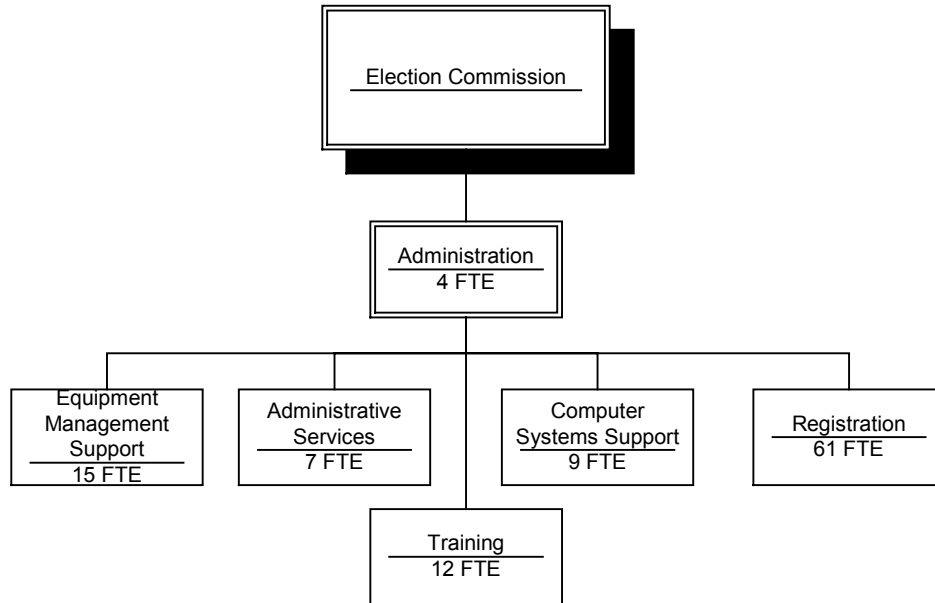 Election Commission
Administration
4 FTE
Equipment
Management
Support
15 FTE
Administrative
Services
7 FTE
Computer
Systems Support
9 FTE
Registration
61 FTE
Training
12 FTE